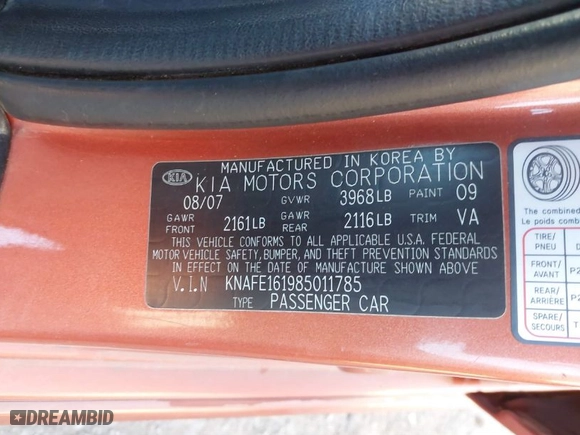 MANUFACTURED IN KOREA BY
KIA KIA MOTORS CORPORATION
08/07 GVWR 3968LB PAINT 09
GAWR FRONT 2161LB GAWR REAR 2116LB TRIM VA
THIS VEHICLE CONFORMS TO ALL APPLICABLE U.S.A. FEDERAL
MOTOR VEHICLE SAFETY, BUMPER, AND THEFT PREVENTION STANDARDS
IN EFFECT ON THE DATE OF MANUFACTURE SHOWN ABOVE
V.I.N KNAFE161985011785
TYPE PASSENGER CAR
The combined
Le poids com
TIRE/
PNEU
FRONT/
AVANT
REAR/
ARRIÈRE
SPARE/
SECOURS
DREAMBID